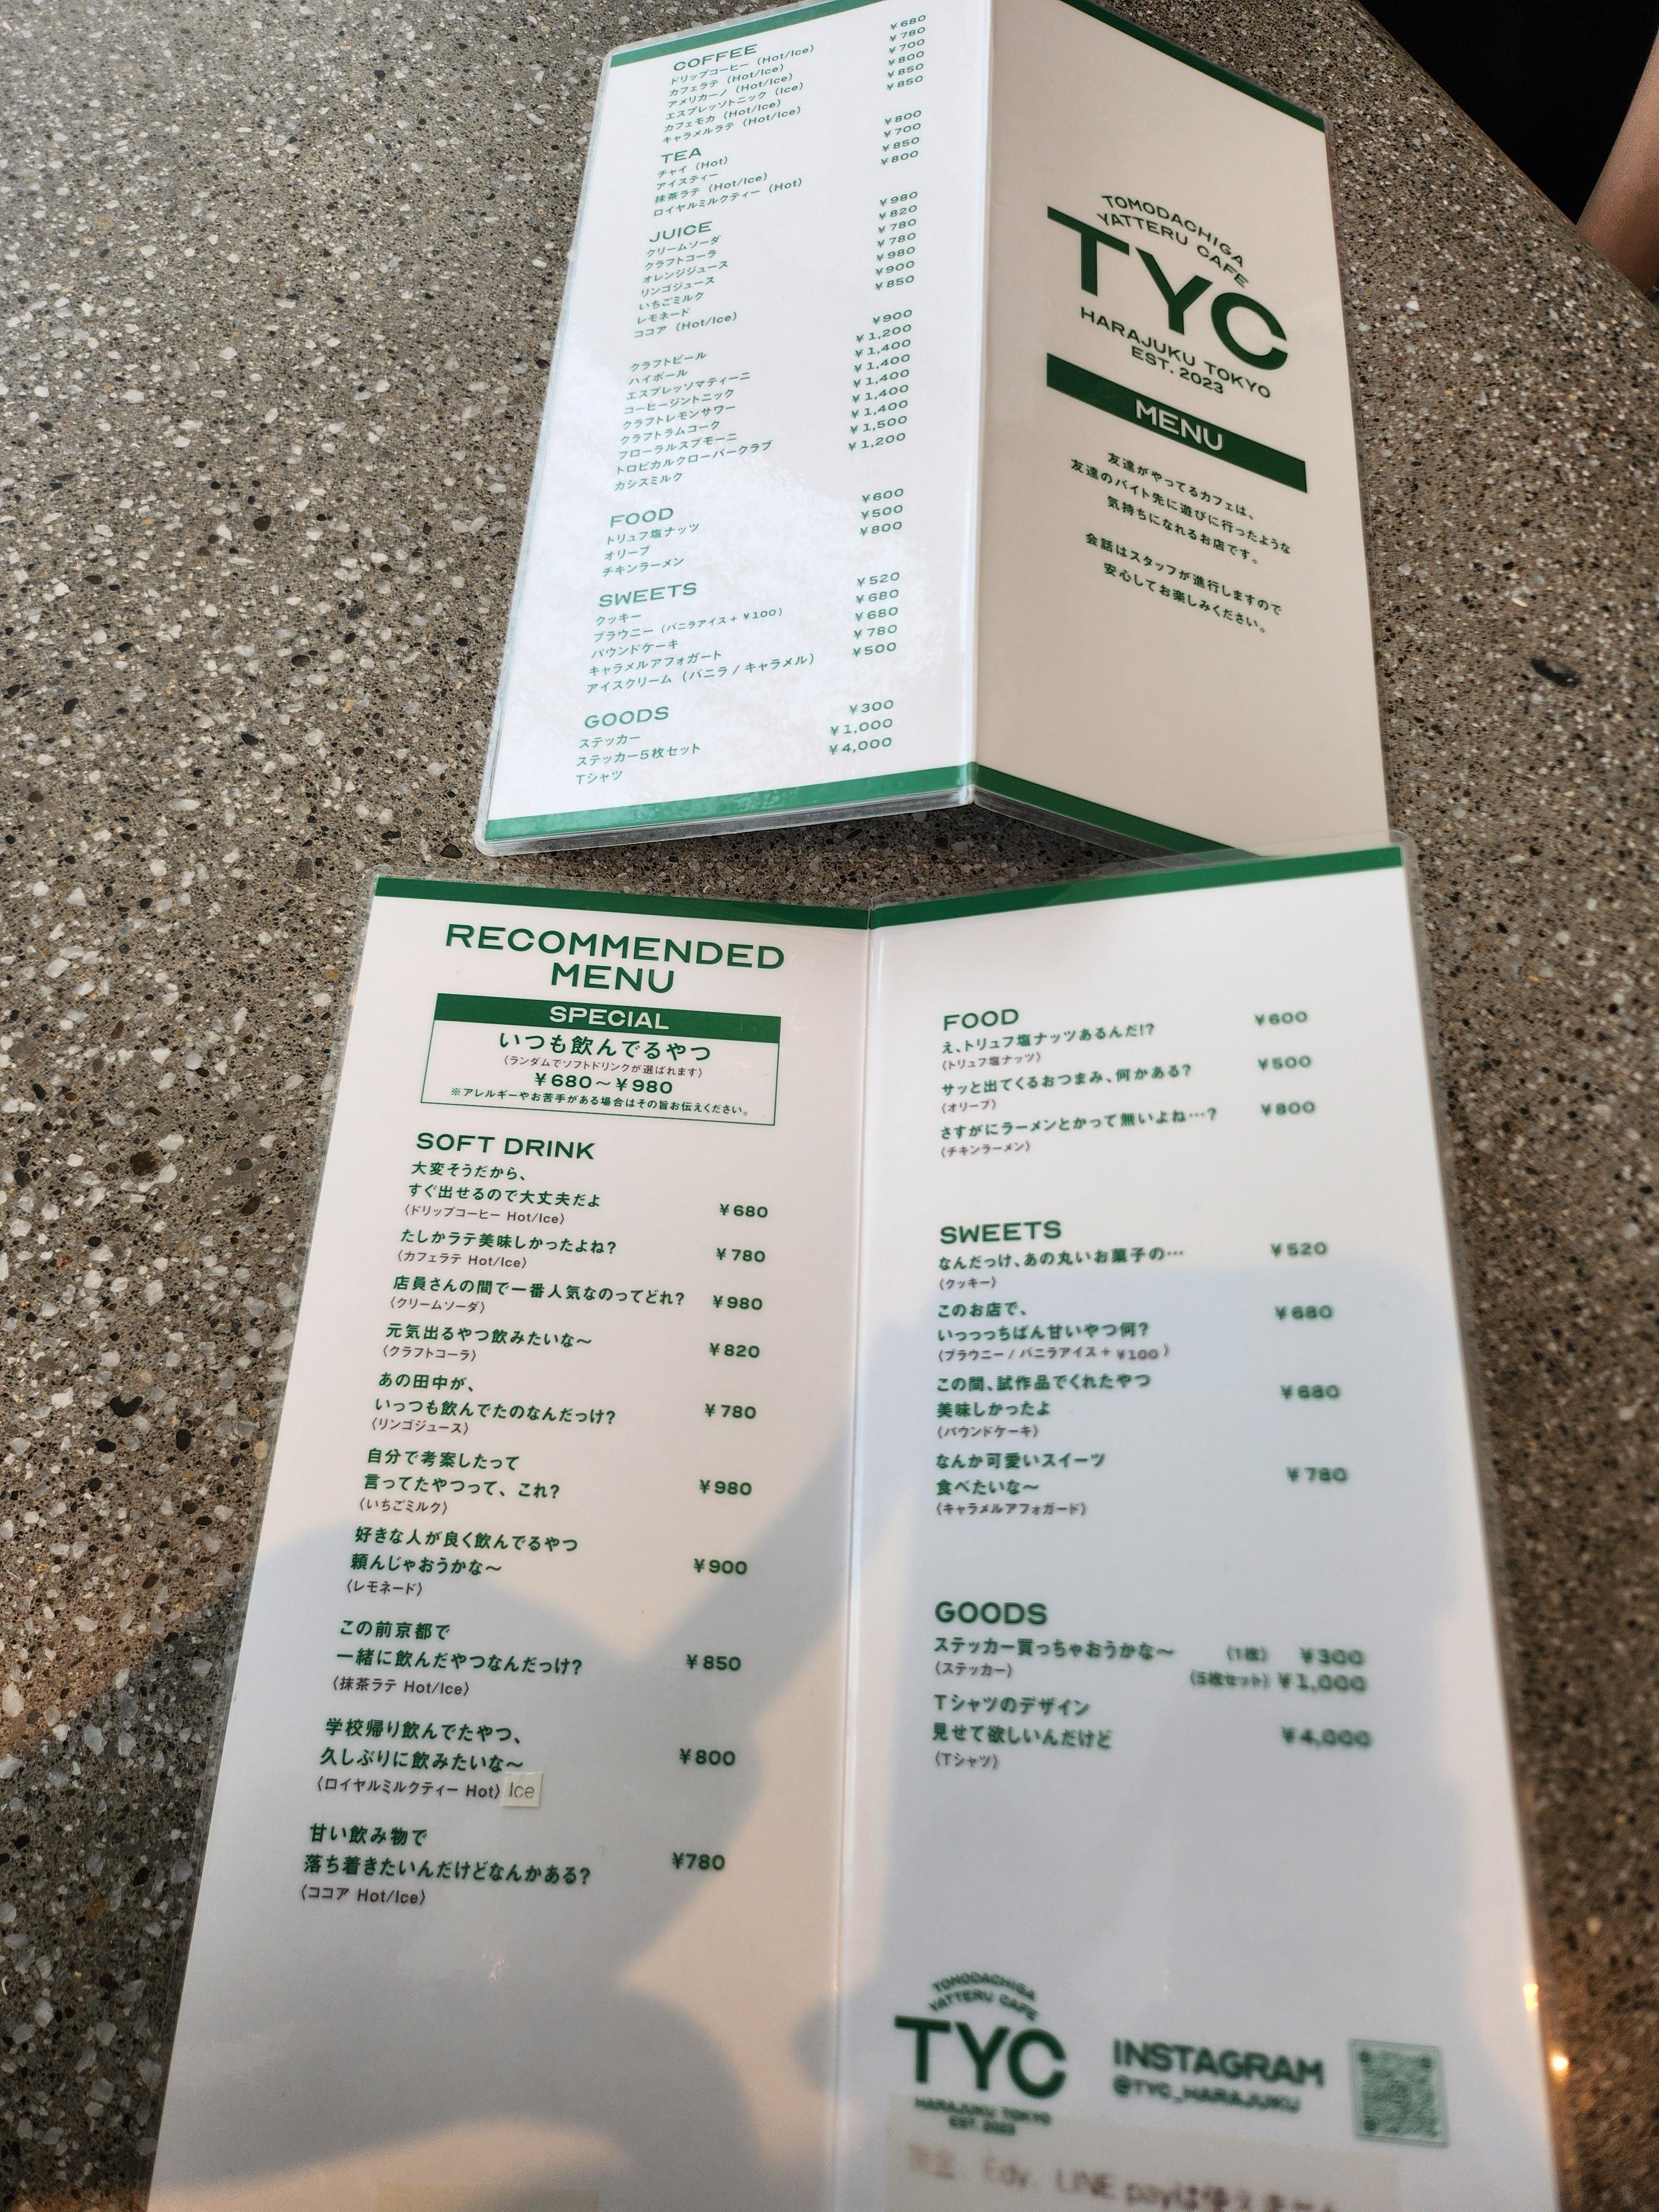 COFFEE
ドリップコーヒー (Hot/Ice) ¥680
カフェラテ (Hot/Ice) ¥780
アメリカーノ (Hot/Ice) ¥700
エスプレッソトニック (Ice) ¥800
カフェモカ (Hot/Ice) ¥850
キャラメルラテ (Hot/Ice) ¥850
TEA
チャイ (Hot) ¥800
アイスティー ¥700
抹茶ラテ (Hot/Ice) ¥850
ロイヤルミルクティー (Hot) ¥800
JUICE
クリームソーダ ¥980
クラフトコーラ ¥820
オレンジジュース ¥780
リンゴジュース ¥780
いちごミルク ¥980
レモネード ¥900
ココア (Hot/Ice) ¥850
クラフトビール ¥900
ハイボール ¥1,200
エスプレッソマティーニ ¥1,400
コーヒージントニック ¥1,400
クラフトレモンサワー ¥1,400
クラフトラムコーク ¥1,400
フローラルスプモーニ ¥1,400
トロピカルクローバークラブ ¥1,500
カシスミルク ¥1,200
FOOD
トリュフ塩ナッツ ¥600
オリーブ ¥500
チキンラーメン ¥800
SWEETS
クッキー ¥520
ブラウニー (バニラアイス+¥100) ¥680
パウンドケーキ ¥680
キャラメルアフォガート ¥780
アイスクリーム (バニラ / キャラメル) ¥500
GOODS
ステッカー ¥300
ステッカー5枚セット ¥1,000
Tシャツ ¥4,000
TOMODACHIGA
YATTERU CAFE
TYC
HARAJUKU TOKYO
EST. 2023
MENU
友達がやってるカフェは、
友達のバイト先に遊びに行ったような
気持ちになれるお店です。
会話はスタッフが進行しますので
安心してお楽しみください。
RECOMMENDED
MENU
SPECIAL
いつも飲んでるやつ
(ランダムでソフトドリンクが選ばれます)
¥680〜¥980
※アレルギーやお苦手がある場合はその旨お伝えください。
SOFT DRINK
大変そうだから、
すぐ出せるので大丈夫だよ
(ドリップコーヒー Hot/Ice) ¥680
たしかラテ美味しかったよね?
(カフェラテ Hot/Ice) ¥780
店員さんの間で一番人気なのってどれ? ¥980
(クリームソーダ)
元気出るやつ飲みたいな〜 ¥820
(クラフトコーラ)
あの田中が、
いっつも飲んでたのなんだっけ? ¥780
(リンゴジュース)
自分で考案したって
言ってたやつって、これ? ¥980
(いちごミルク)
好きな人が良く飲んでるやつ
頼んじゃおうかな〜 ¥900
(レモネード)
この前京都で
一緒に飲んだやつなんだっけ? ¥850
(抹茶ラテ Hot/Ice)
学校帰り飲んでたやつ、
久しぶりに飲みたいな〜 ¥800
(ロイヤルミルクティー Hot) Ice
甘い飲み物で
落ち着きたいんだけどなんかある? ¥780
(ココア Hot/Ice)
FOOD
え、トリュフ塩ナッツあるんだ!? ¥600
(トリュフ塩ナッツ)
サッと出てくるおつまみ、何かある? ¥500
(オリーブ)
さすがにラーメンとかって無いよね…? ¥800
(チキンラーメン)
SWEETS
なんだっけ、あの丸いお菓子の… ¥520
(クッキー)
このお店で、
いっっっちばん甘いやつ何? ¥680
(ブラウニー / バニラアイス+¥100)
この間、試作品でくれたやつ
美味しかったよ ¥680
(パウンドケーキ)
なんか可愛いスイーツ
食べたいな〜 ¥780
(キャラメルアフォガード)
GOODS
ステッカー買っちゃおうかな〜 (1枚) ¥300
(ステッカー) (5枚セット) ¥1,000
Tシャツのデザイン
見せて欲しいんだけど ¥4,000
(Tシャツ)
TOMODACHIGA
YATTERU CAFE
TYC
HARAJUKU TOKYO
EST. 2023
INSTAGRAM
@TYC_HARAJUKU
現金、Edy、LINE payは使えません